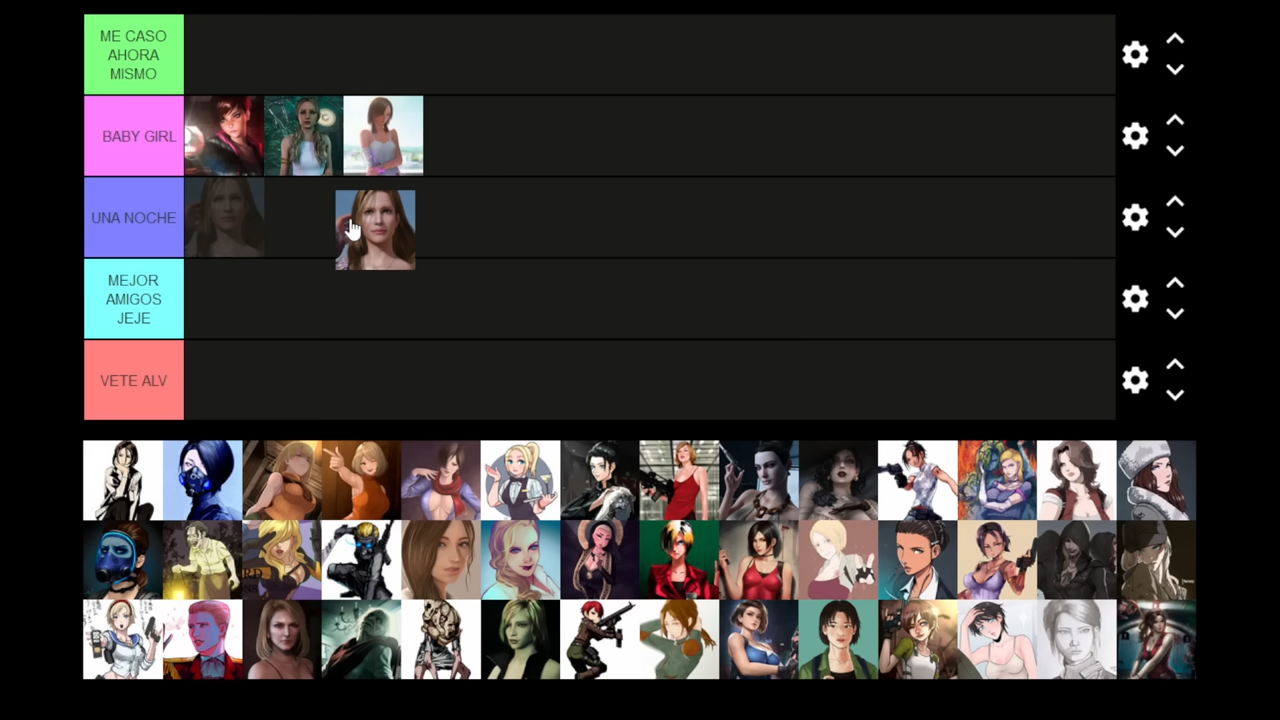 ME CASO
AHORA
MISMO
BABY GIRL
UNA NOCHE
MEJOR
AMIGOS
JEJE
VETE ALV